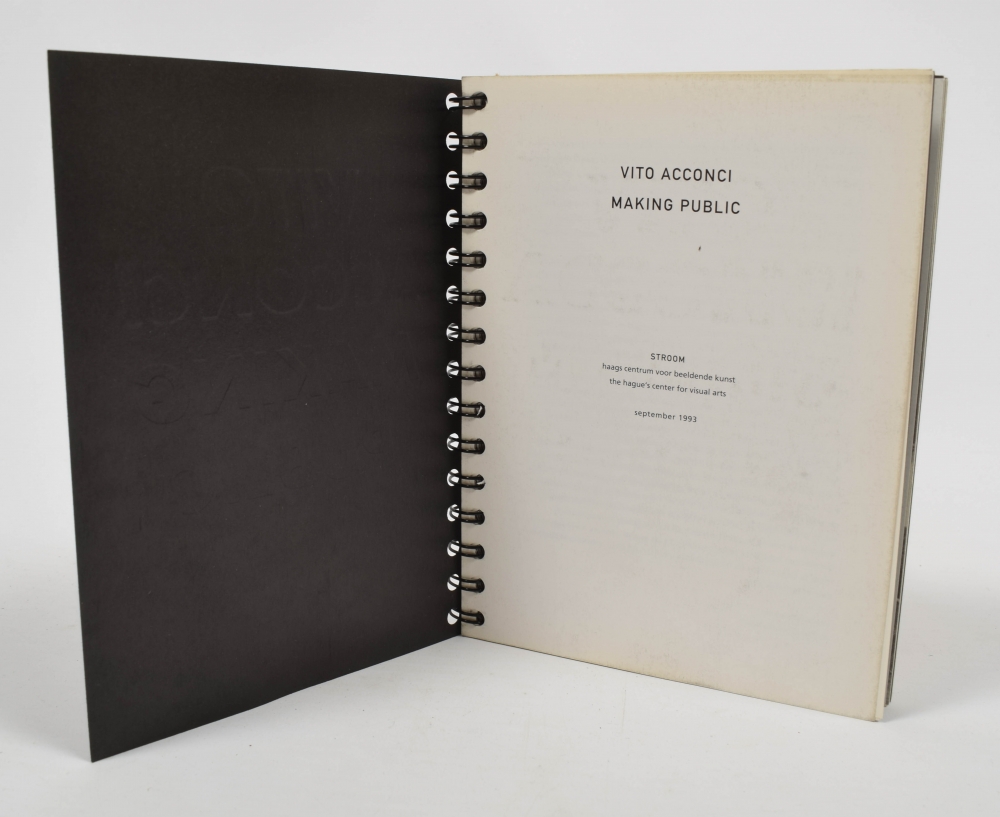 VITO ACCONCI
MAKING PUBLIC
STROOM
haags centrum voor beeldende kunst
the hague's center for visual arts
september 1993